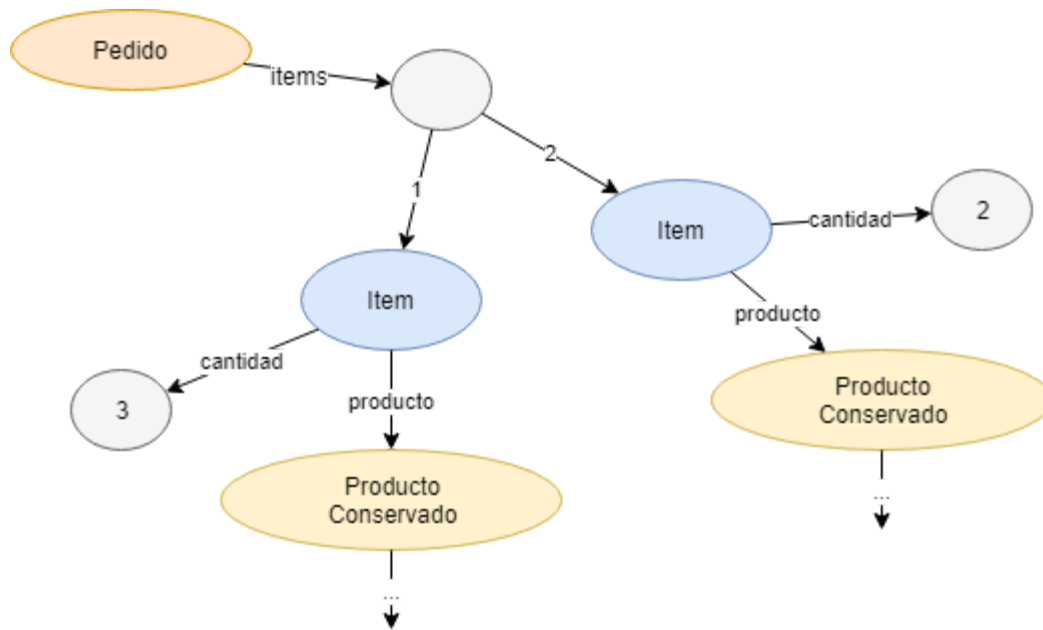 Pedido
items
1
2
Item
cantidad
2
producto
Producto
Conservado
...
Item
cantidad
3
producto
Producto
Conservado
...